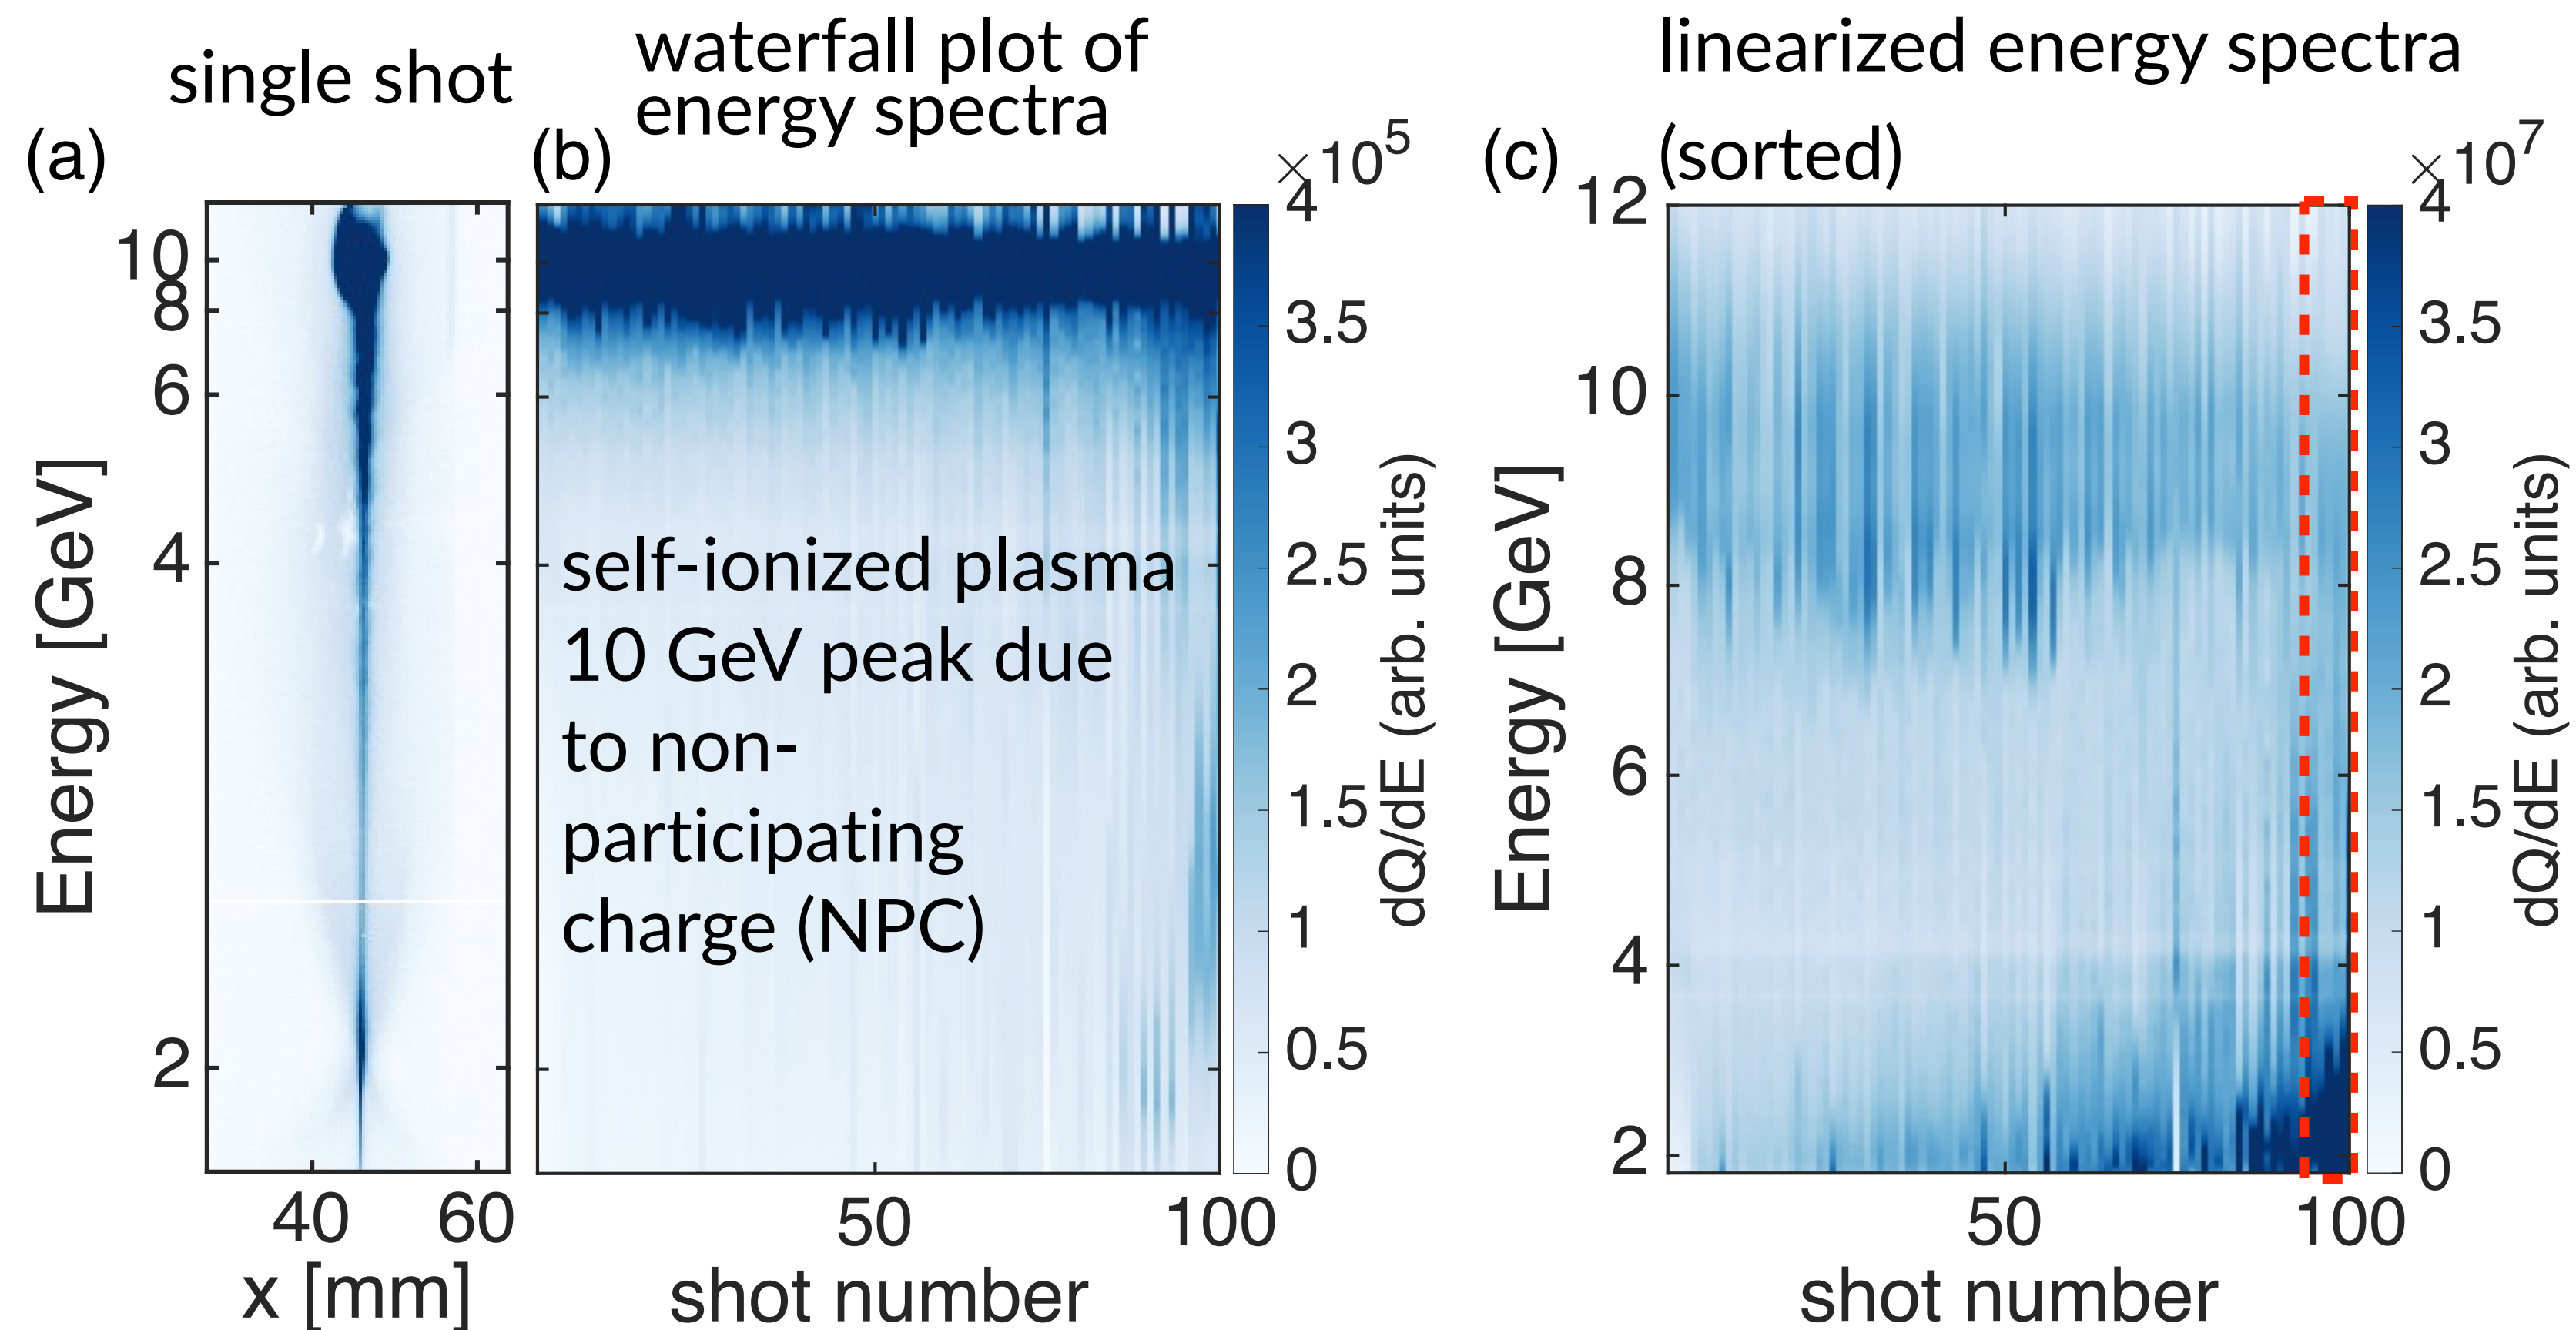 single shot
waterfall plot of
energy spectra
linearized energy spectra
(sorted)
(a)
(b)
(c)
×10⁵
×10⁷
10
8
6
4
2
Energy [GeV]
40
60
x [mm]
self-ionized plasma
10 GeV peak due
to non-
participating
charge (NPC)
50
100
shot number
4
3.5
3
2.5
2
1.5
1
0.5
0
dQ/dE (arb. units)
12
10
8
6
4
2
Energy [GeV]
50
100
shot number
4
3.5
3
2.5
2
1.5
1
0.5
0
dQ/dE (arb. units)